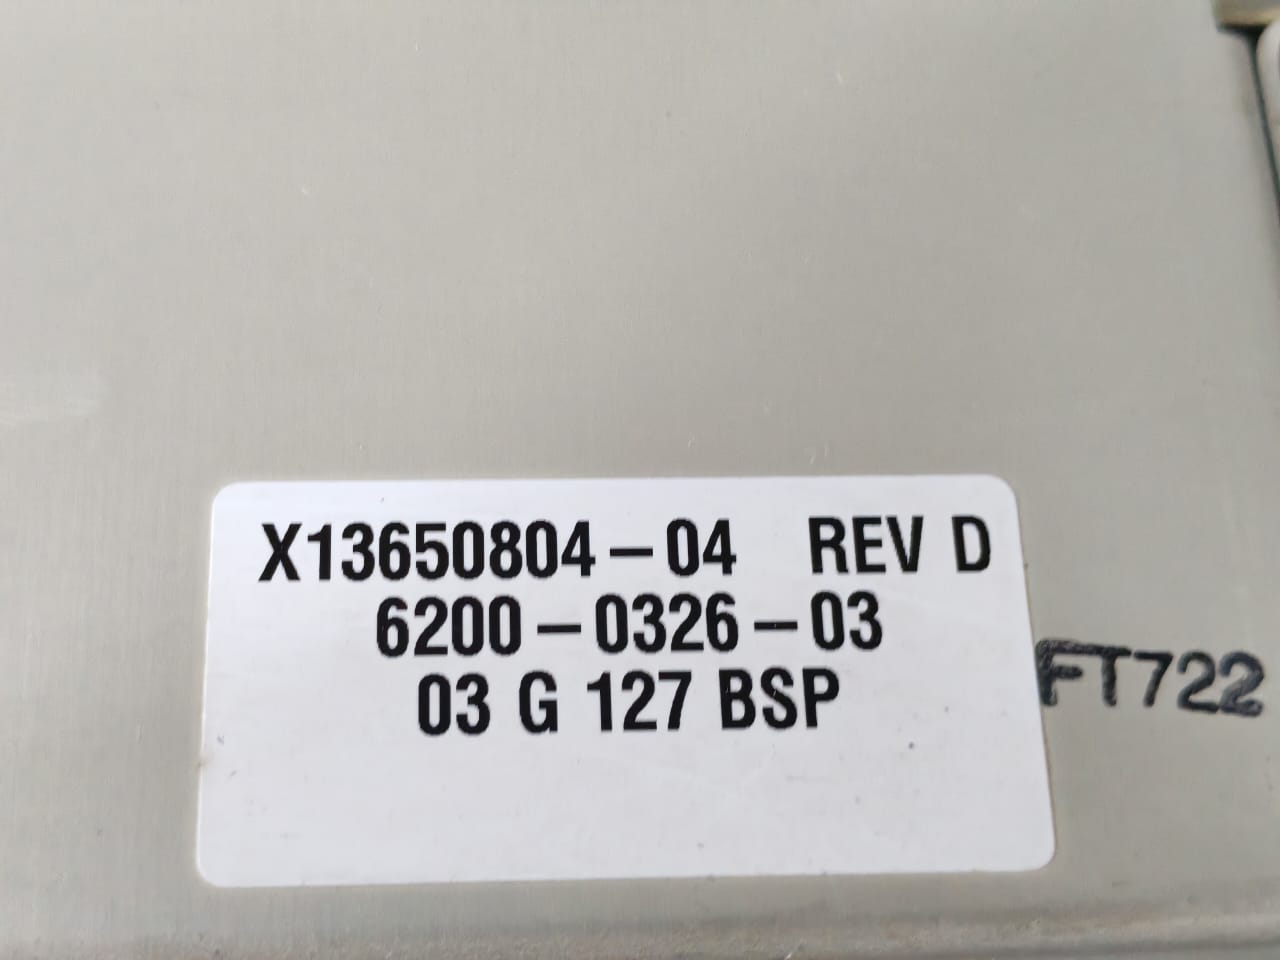 X13650804-04 REV D
6200-0326-03
03 G 127 BSP
FT722